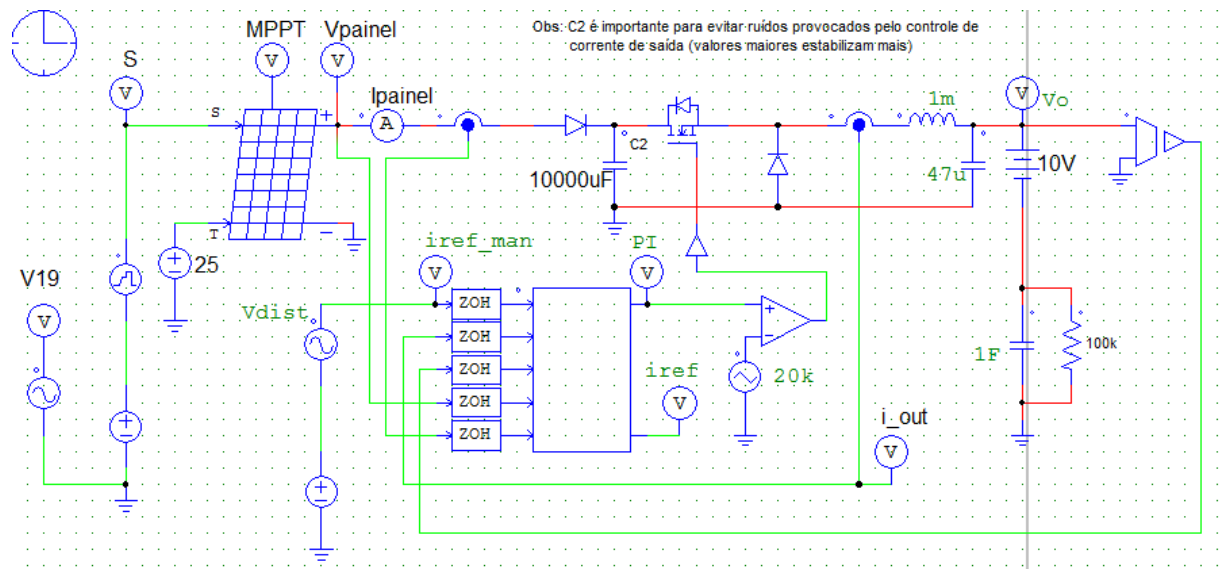 Obs: C2 é importante para evitar ruídos provocados pelo controle de
corrente de saída (valores maiores estabilizam mais)
MPPT
Vpainel
V
V
S
V
Ipainel
A
S
+
T
−
C2
10000uF
1m
V
Vo
47u
10V
25
V19
V
iref_man
V
PI
V
Vdist
ZOH
ZOH
ZOH
ZOH
ZOH
+
−
20k
iref
V
1F
100k
i_out
V